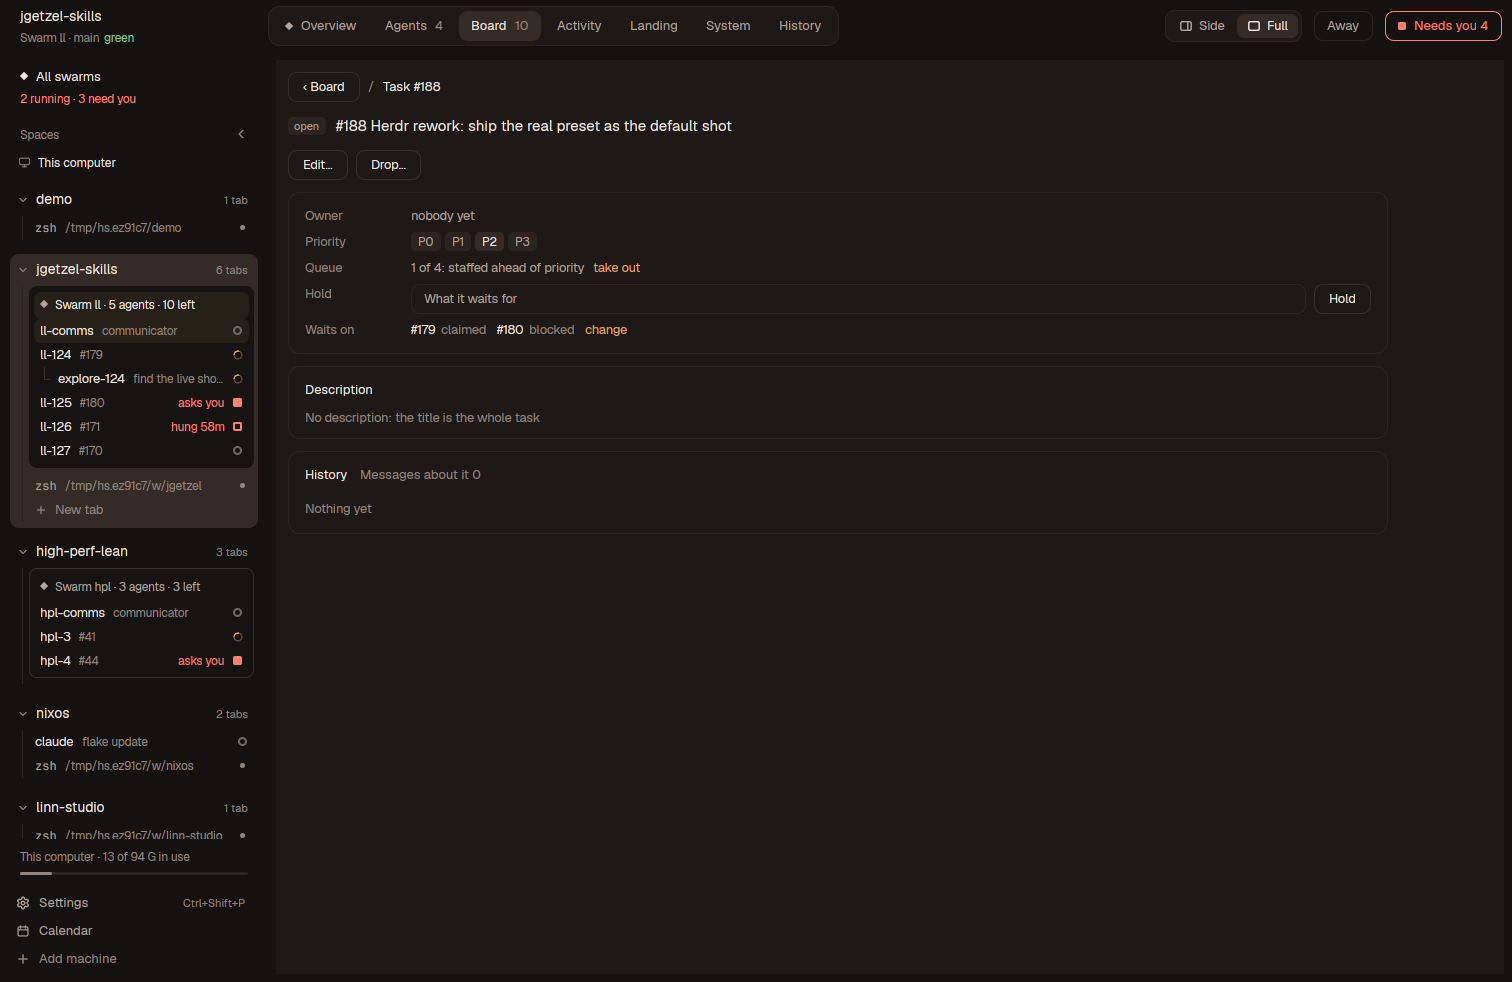 jgetzel-skills
Swarm ll · main green
Overview Agents 4 Board 10 Activity Landing System History
Side Full Away Needs you 4
All swarms
2 running · 3 need you
Spaces
This computer
demo 1 tab
zsh /tmp/hs.ez91c7/demo
jgetzel-skills 6 tabs
Swarm ll · 5 agents · 10 left
ll-comms communicator
ll-124 #179
explore-124 find the live sho...
ll-125 #180 asks you
ll-126 #171 hung 58m
ll-127 #170
zsh /tmp/hs.ez91c7/w/jgetzel
+ New tab
high-perf-lean 3 tabs
Swarm hpl · 3 agents · 3 left
hpl-comms communicator
hpl-3 #41
hpl-4 #44 asks you
nixos 2 tabs
claude flake update
zsh /tmp/hs.ez91c7/w/nixos
linn-studio 1 tab
zsh /tmp/hs.ez91c7/w/linn-studio
This computer · 13 of 94 G in use
Settings Ctrl+Shift+P
Calendar
+ Add machine
‹ Board / Task #188
open #188 Herdr rework: ship the real preset as the default shot
Edit... Drop...
Owner nobody yet
Priority P0 P1 P2 P3
Queue 1 of 4: staffed ahead of priority take out
Hold What it waits for Hold
Waits on #179 claimed #180 blocked change
Description
No description: the title is the whole task
History Messages about it 0
Nothing yet